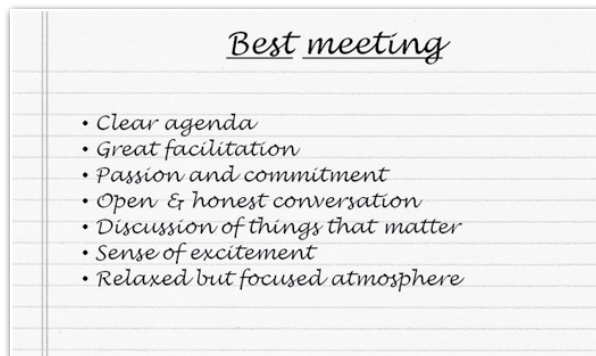 Best meeting
• Clear agenda
• Great facilitation
• Passion and commitment
• Open & honest conversation
• Discussion of things that matter
• Sense of excitement
• Relaxed but focused atmosphere